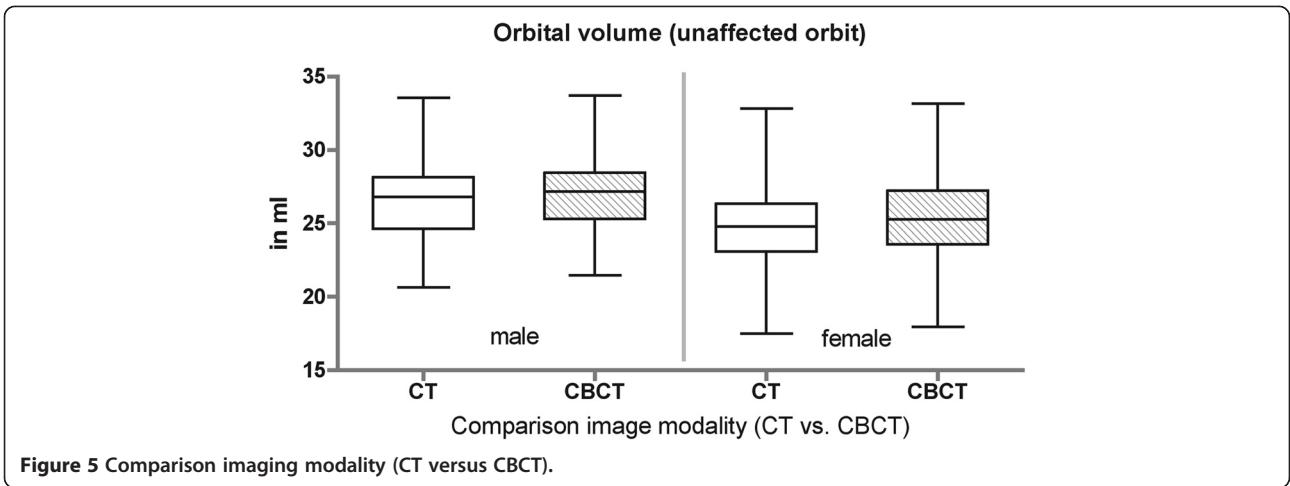 Orbital volume (unaffected orbit)
35
30
25
20
15
in ml
male
female
CT
CBCT
CT
CBCT
Comparison image modality (CT vs. CBCT)
Figure 5 Comparison imaging modality (CT versus CBCT).